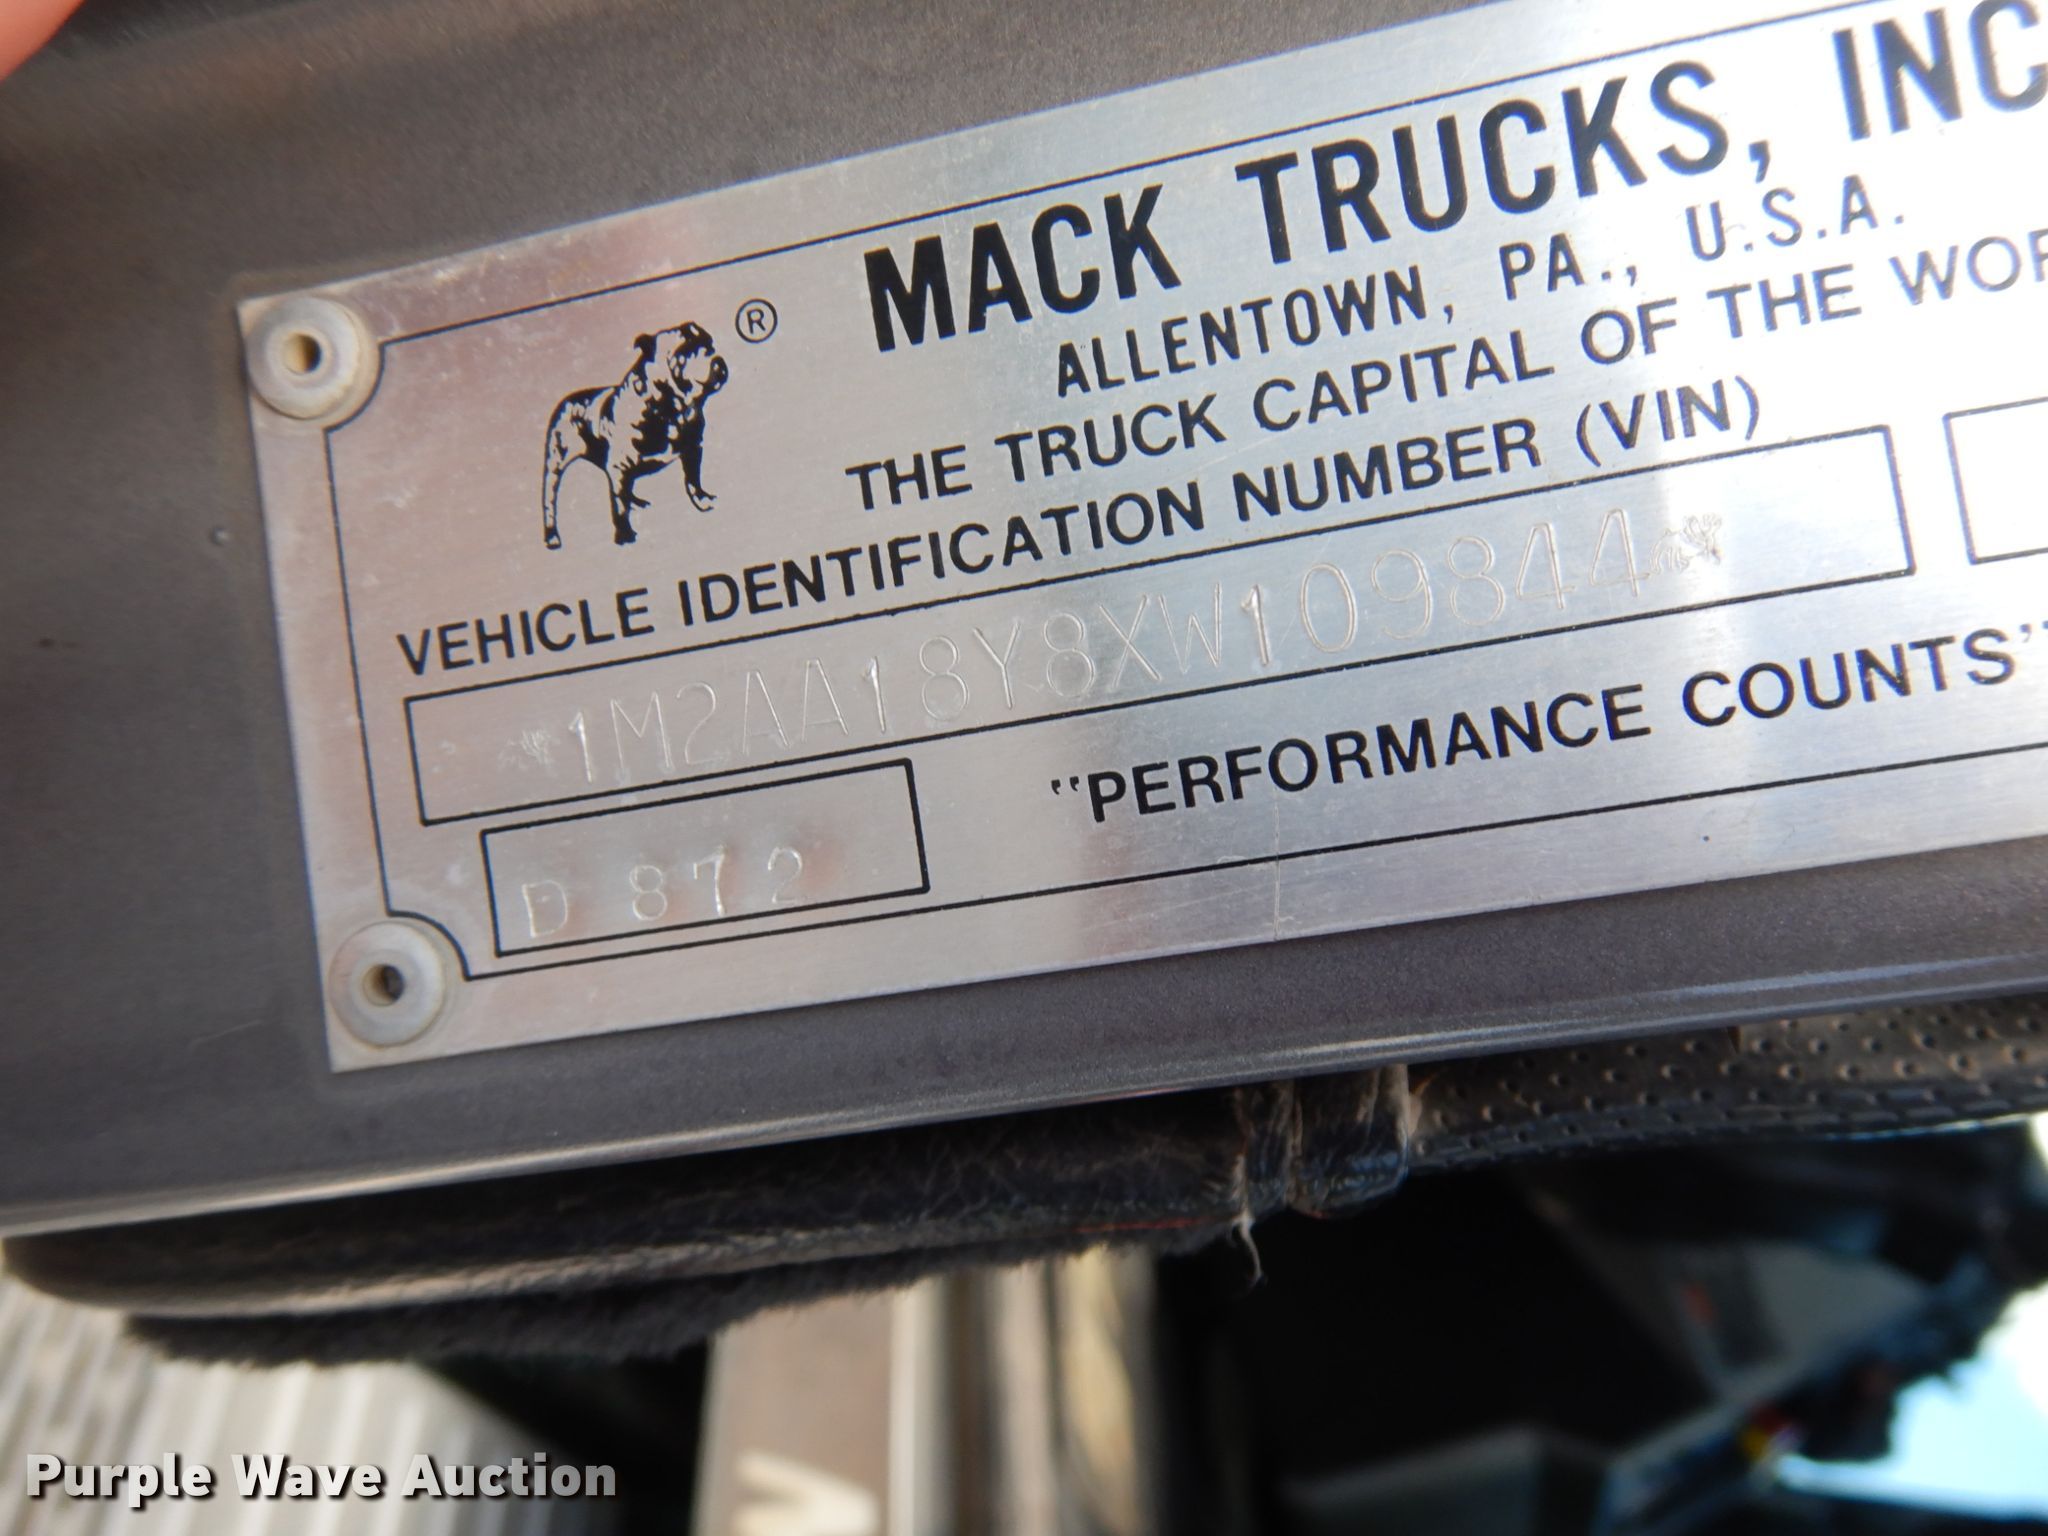 ®
MACK TRUCKS, INC
ALLENTOWN, PA., U.S.A.
THE TRUCK CAPITAL OF THE WOR
VEHICLE IDENTIFICATION NUMBER (VIN)
1M2AA18Y8XW109844
D 872
"PERFORMANCE COUNTS"
Purple Wave Auction